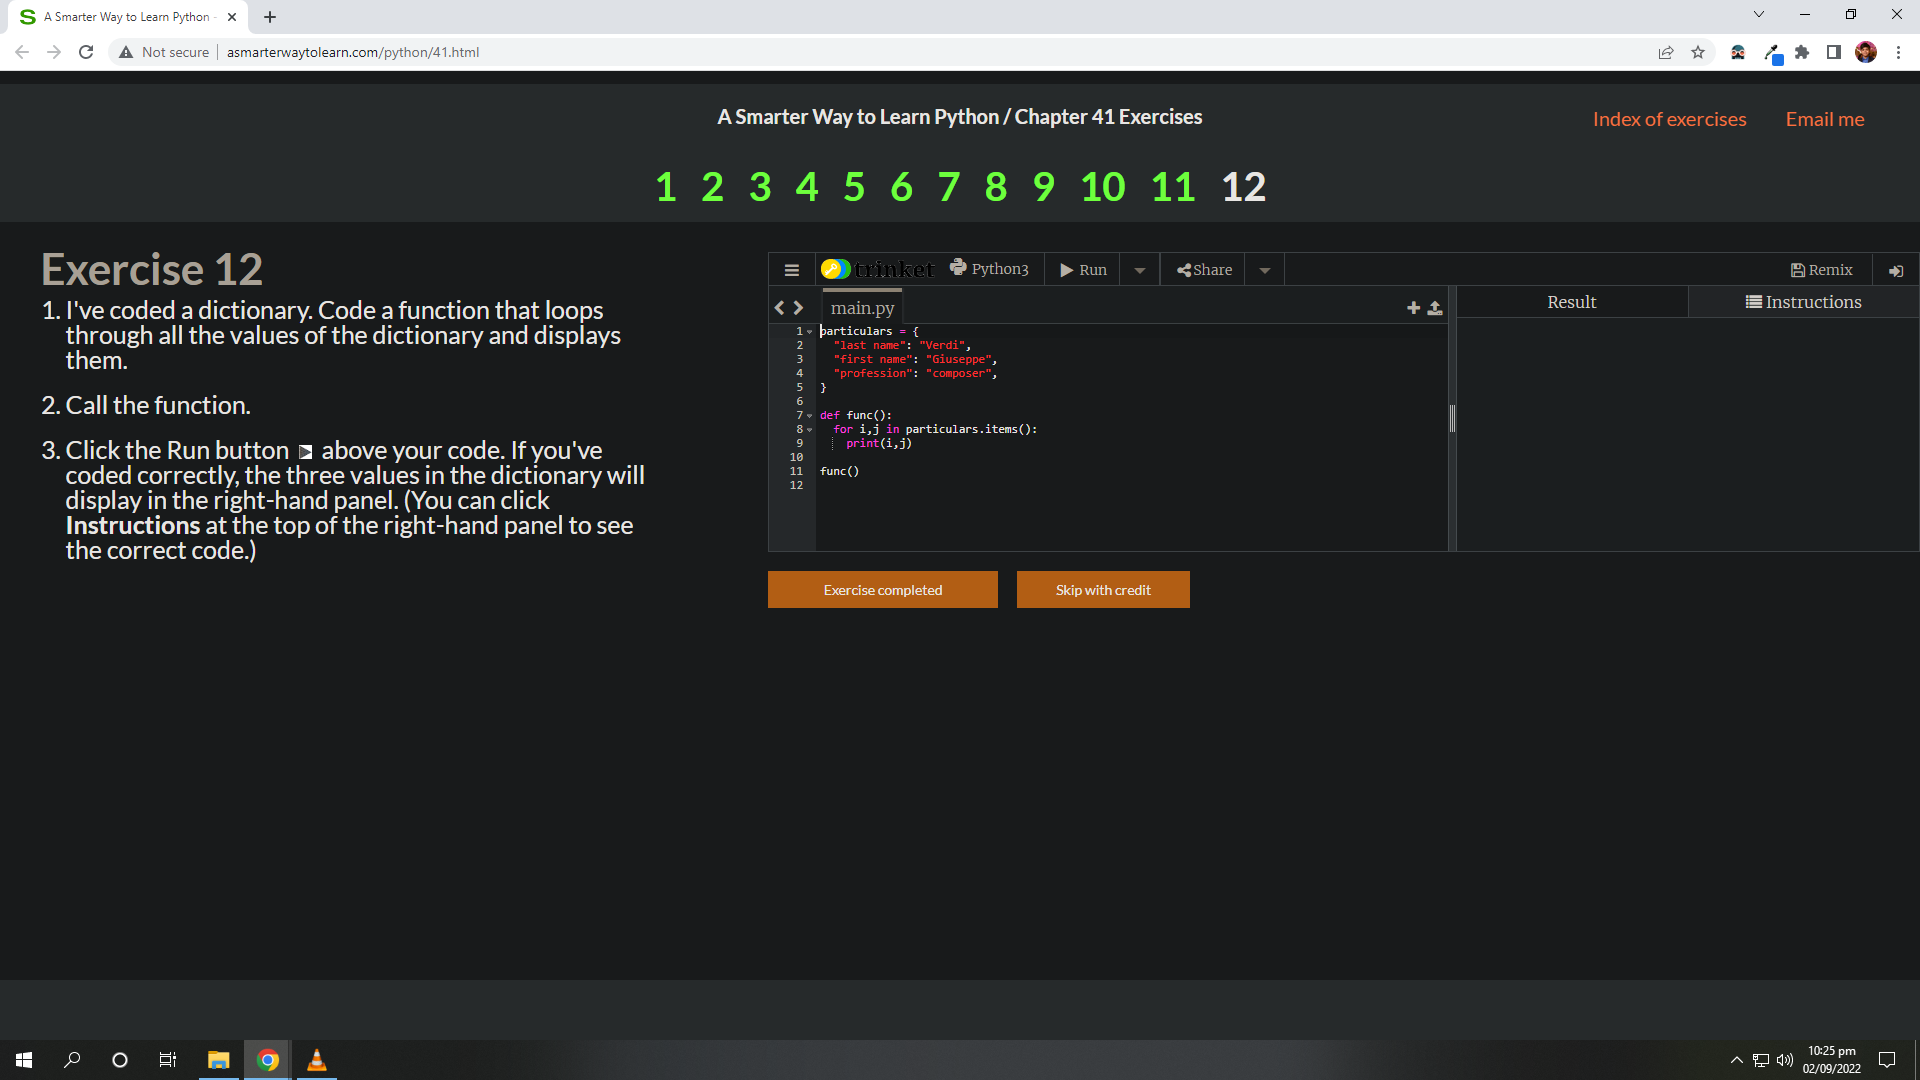 A Smarter Way to Learn Python -
Not secure
asmarterwaytolearn.com/python/41.html
A Smarter Way to Learn Python / Chapter 41 Exercises
Index of exercises
Email me
1 2 3 4 5 6 7 8 9 10 11 12
Exercise 12
1. I've coded a dictionary. Code a function that loops
through all the values of the dictionary and displays
them.
2. Call the function.
3. Click the Run button above your code. If you've
coded correctly, the three values in the dictionary will
display in the right-hand panel. (You can click
Instructions at the top of the right-hand panel to see
the correct code.)
trinket Python3 Run Share Remix
main.py
Result
Instructions
1 particulars = {
2 "last name": "Verdi",
3 "first name": "Giuseppe",
4 "profession": "composer",
5 }
6
7 def func():
8 for i,j in particulars.items():
9 print(i,j)
10
11 func()
12
Exercise completed
Skip with credit
10:25 pm
02/09/2022